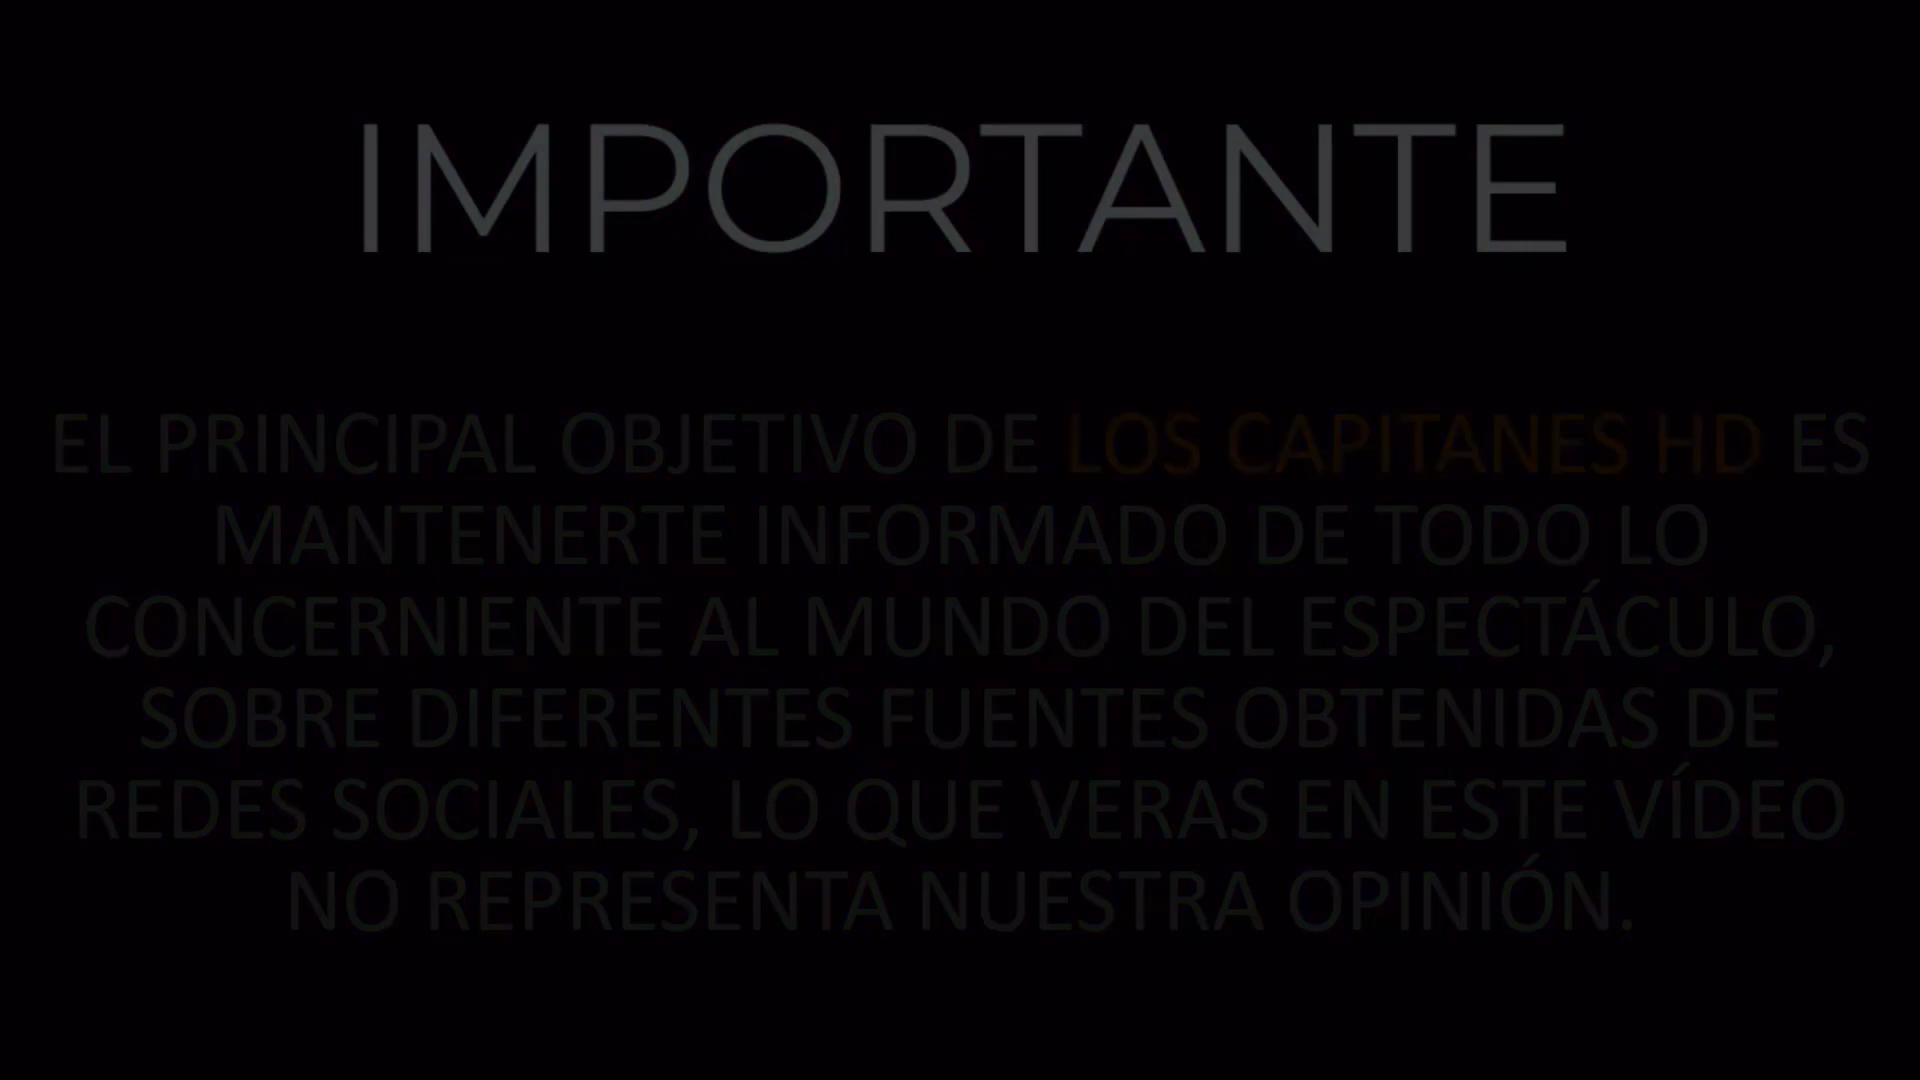 IMPORTANTE
EL PRINCIPAL OBJETIVO DE LOS CAPITANES HD ES
MANTENERTE INFORMADO DE TODO LO
CONCERNIENTE AL MUNDO DEL ESPECTÁCULO,
SOBRE DIFERENTES FUENTES OBTENIDAS DE
REDES SOCIALES, LO QUE VERAS EN ESTE VÍDEO
NO REPRESENTA NUESTRA OPINIÓN.